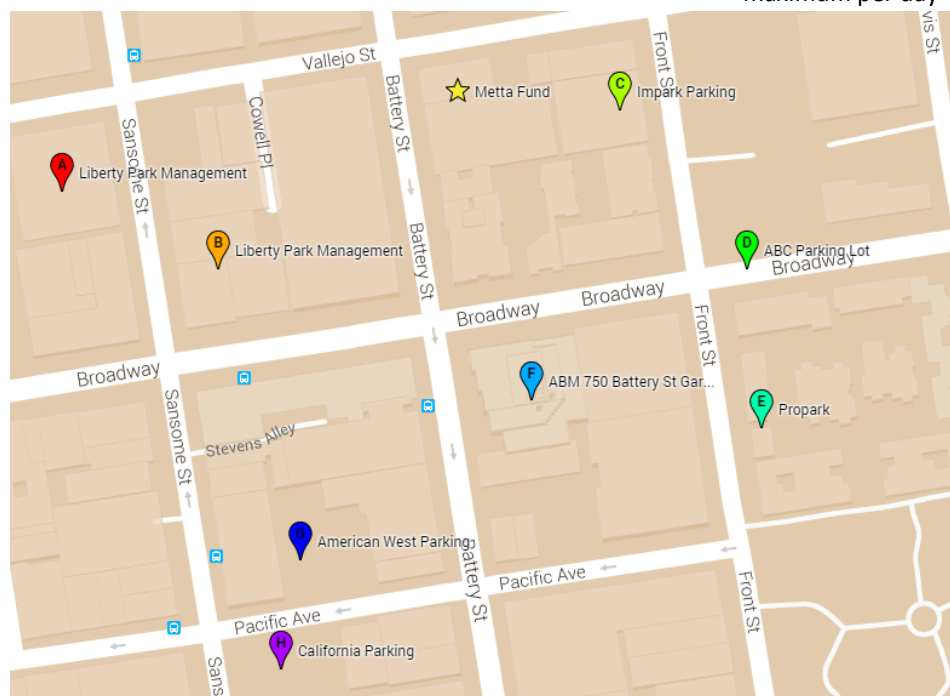 maximum per day
Vallejo St
Front St
vis St
Battery St
Metta Fund
C
Impark Parking
Cowell Pl
Sansome St
A
Liberty Park Management
B
Liberty Park Management
D
ABC Parking Lot
Broadway
Battery St
Broadway
Broadway
Front St
Broadway
F
ABM 750 Battery St Gar...
Sansome St
E
Propark
Stevens Alley
G
American West Parking
Battery St
Pacific Ave
Front St
Pacific Ave
H
California Parking
Sans